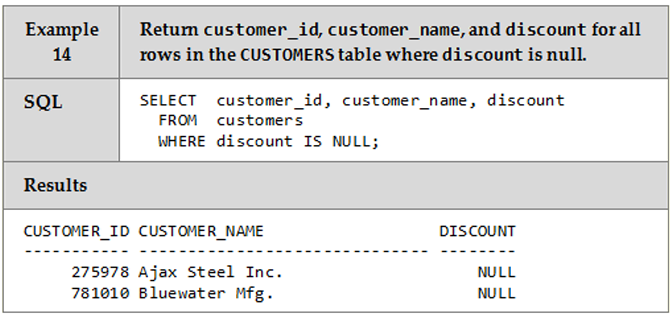 Example
14
Return customer_id, customer_name, and discount for all
rows in the CUSTOMERS table where discount is null.
SQL
SELECT  customer_id, customer_name, discount
  FROM  customers
  WHERE discount IS NULL;
Results
CUSTOMER_ID CUSTOMER_NAME                 DISCOUNT
----------- ----------------------------- --------
     275978 Ajax Steel Inc.                   NULL
     781010 Bluewater Mfg.                    NULL